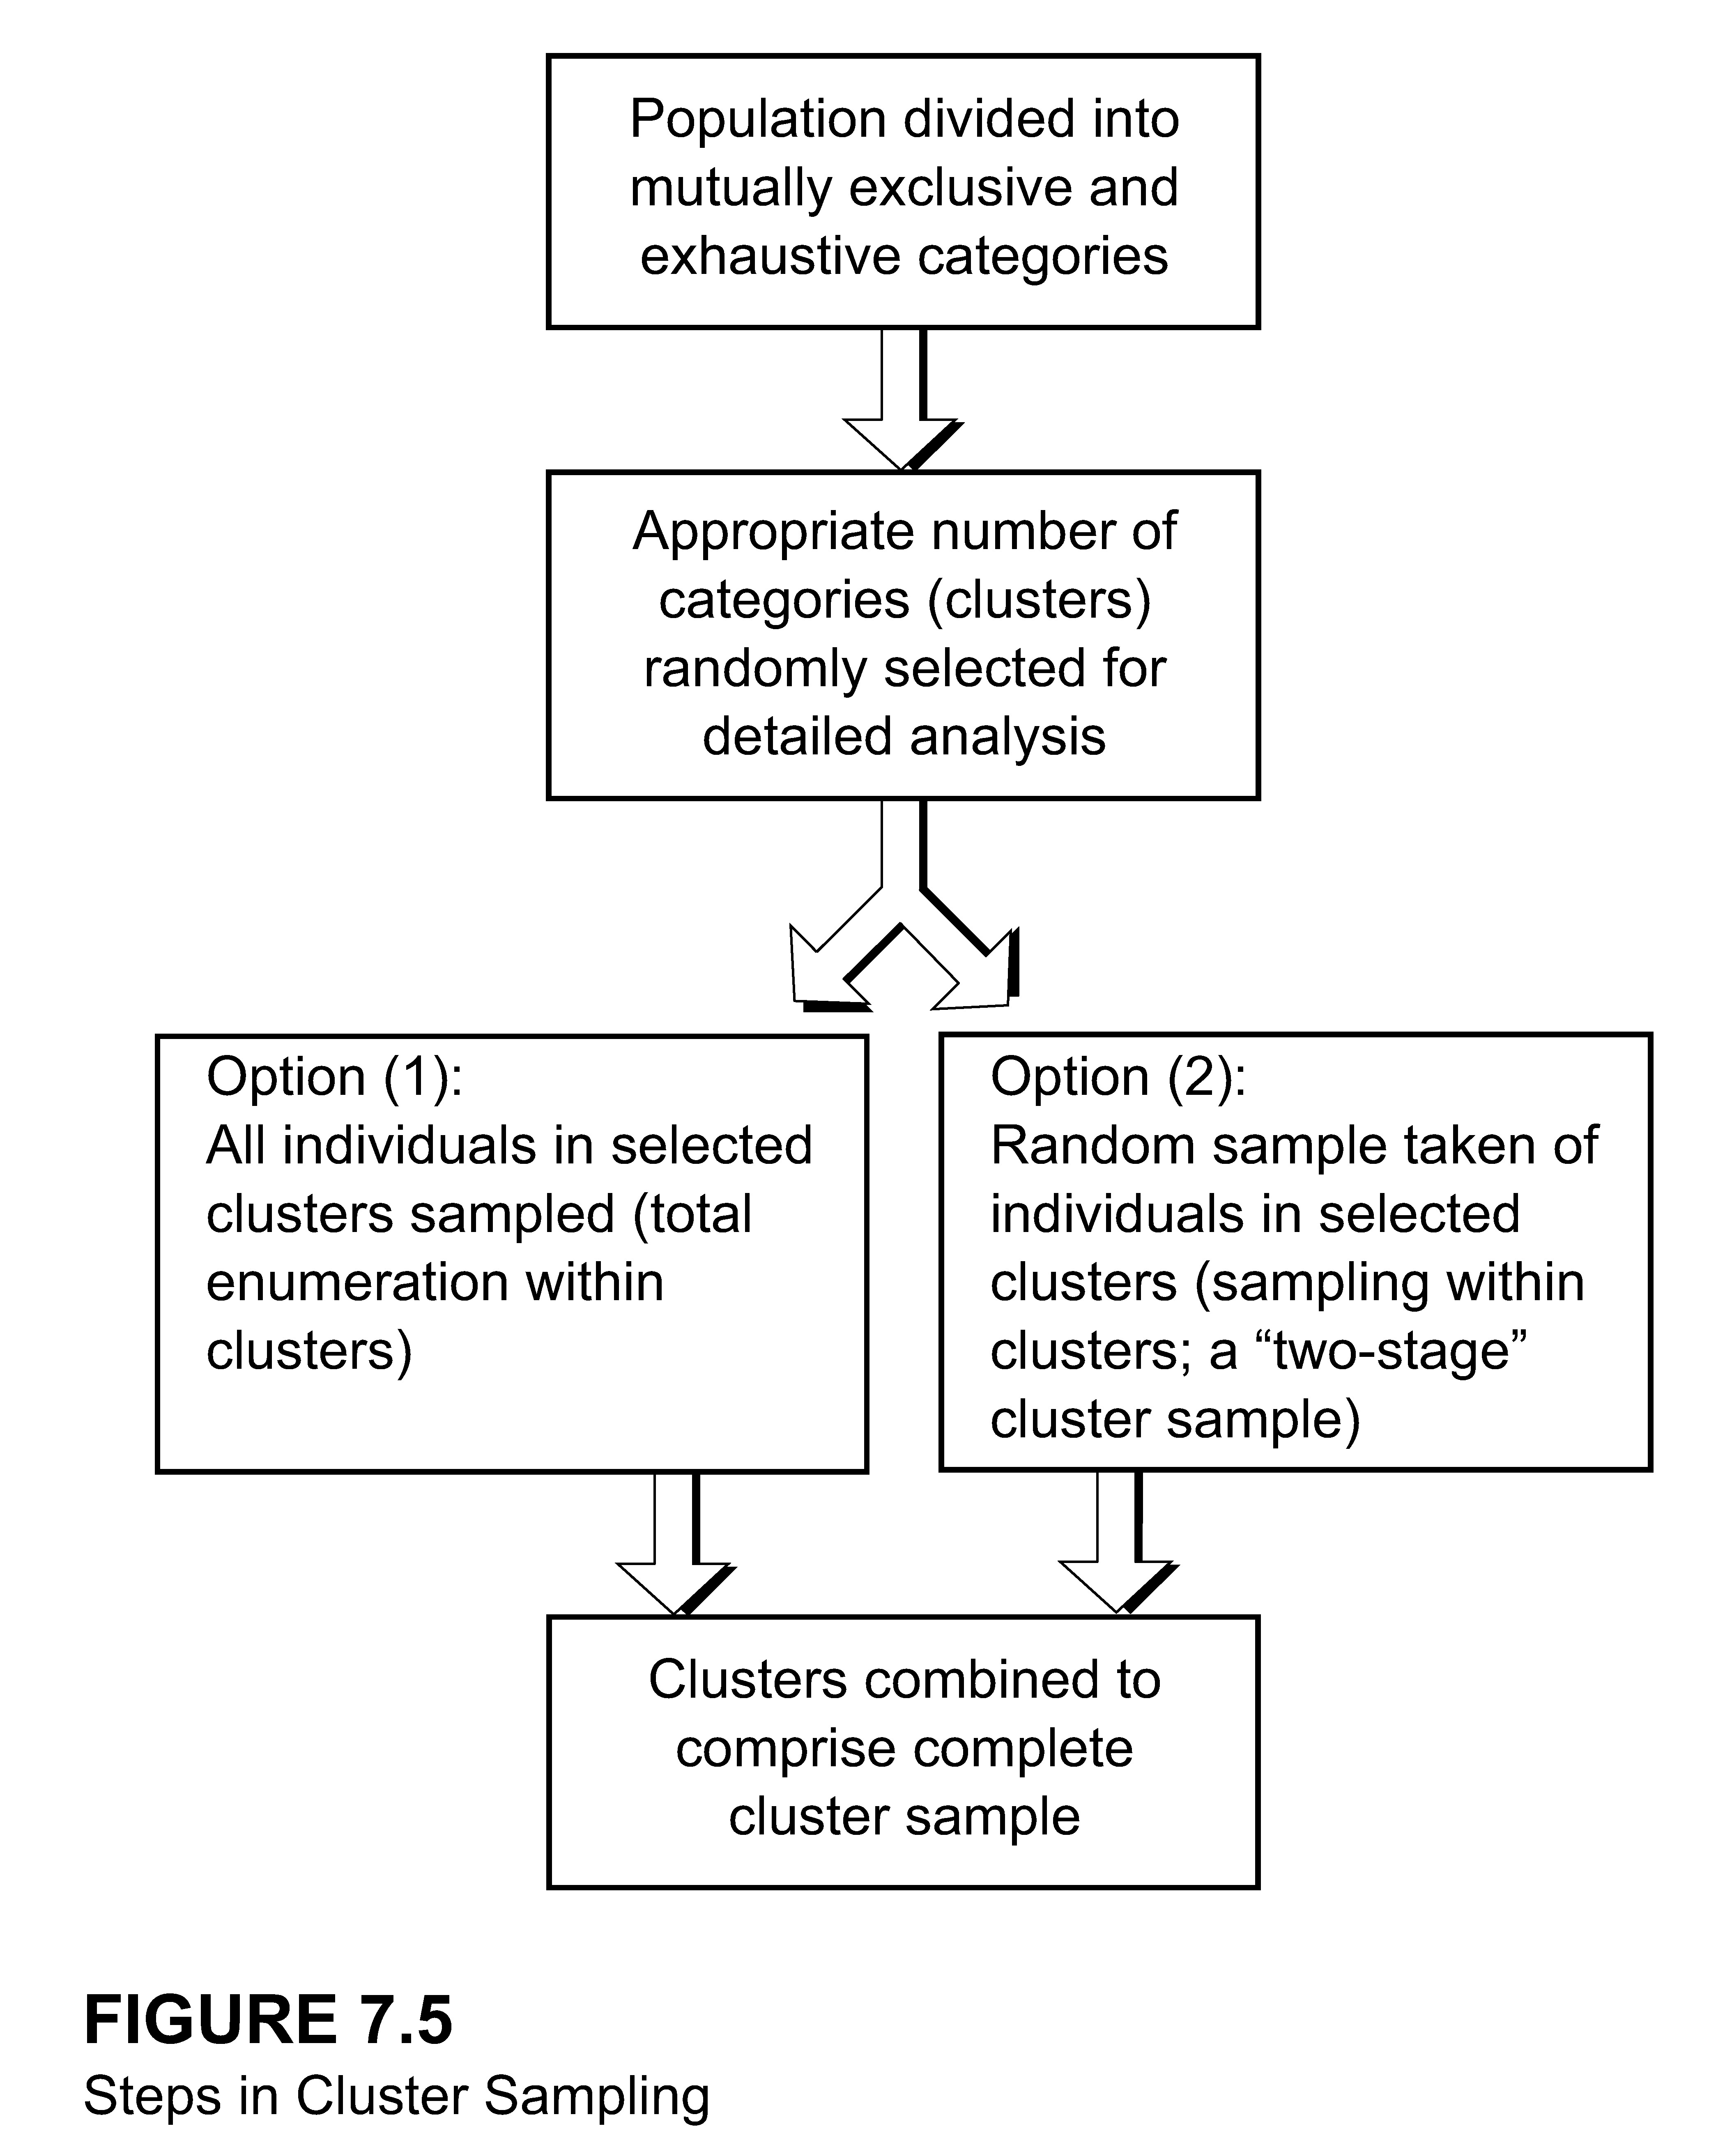 Population divided into
mutually exclusive and
exhaustive categories
Appropriate number of
categories (clusters)
randomly selected for
detailed analysis
Option (1):
All individuals in selected
clusters sampled (total
enumeration within
clusters)
Option (2):
Random sample taken of
individuals in selected
clusters (sampling within
clusters; a “two-stage”
cluster sample)
Clusters combined to
comprise complete
cluster sample
FIGURE 7.5
Steps in Cluster Sampling